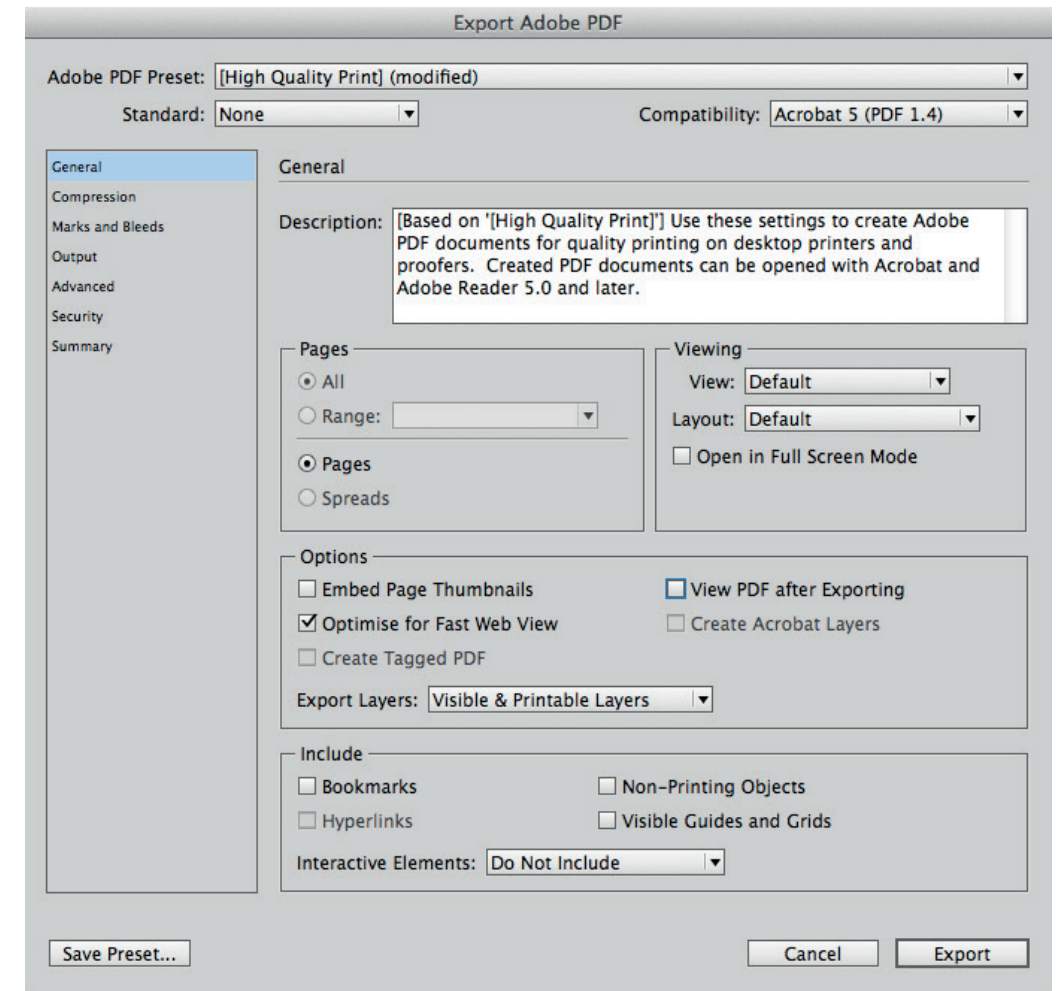 Export Adobe PDF
Adobe PDF Preset: [High Quality Print] (modified)
Standard: None Compatibility: Acrobat 5 (PDF 1.4)
General
Compression
Marks and Bleeds
Output
Advanced
Security
Summary
General
Description: [Based on '[High Quality Print]'] Use these settings to create Adobe
PDF documents for quality printing on desktop printers and
proofers. Created PDF documents can be opened with Acrobat and
Adobe Reader 5.0 and later.
Pages
All
Range:
Pages
Spreads
Viewing
View: Default
Layout: Default
Open in Full Screen Mode
Options
Embed Page Thumbnails View PDF after Exporting
Optimise for Fast Web View Create Acrobat Layers
Create Tagged PDF
Export Layers: Visible & Printable Layers
Include
Bookmarks Non-Printing Objects
Hyperlinks Visible Guides and Grids
Interactive Elements: Do Not Include
Save Preset... Cancel Export